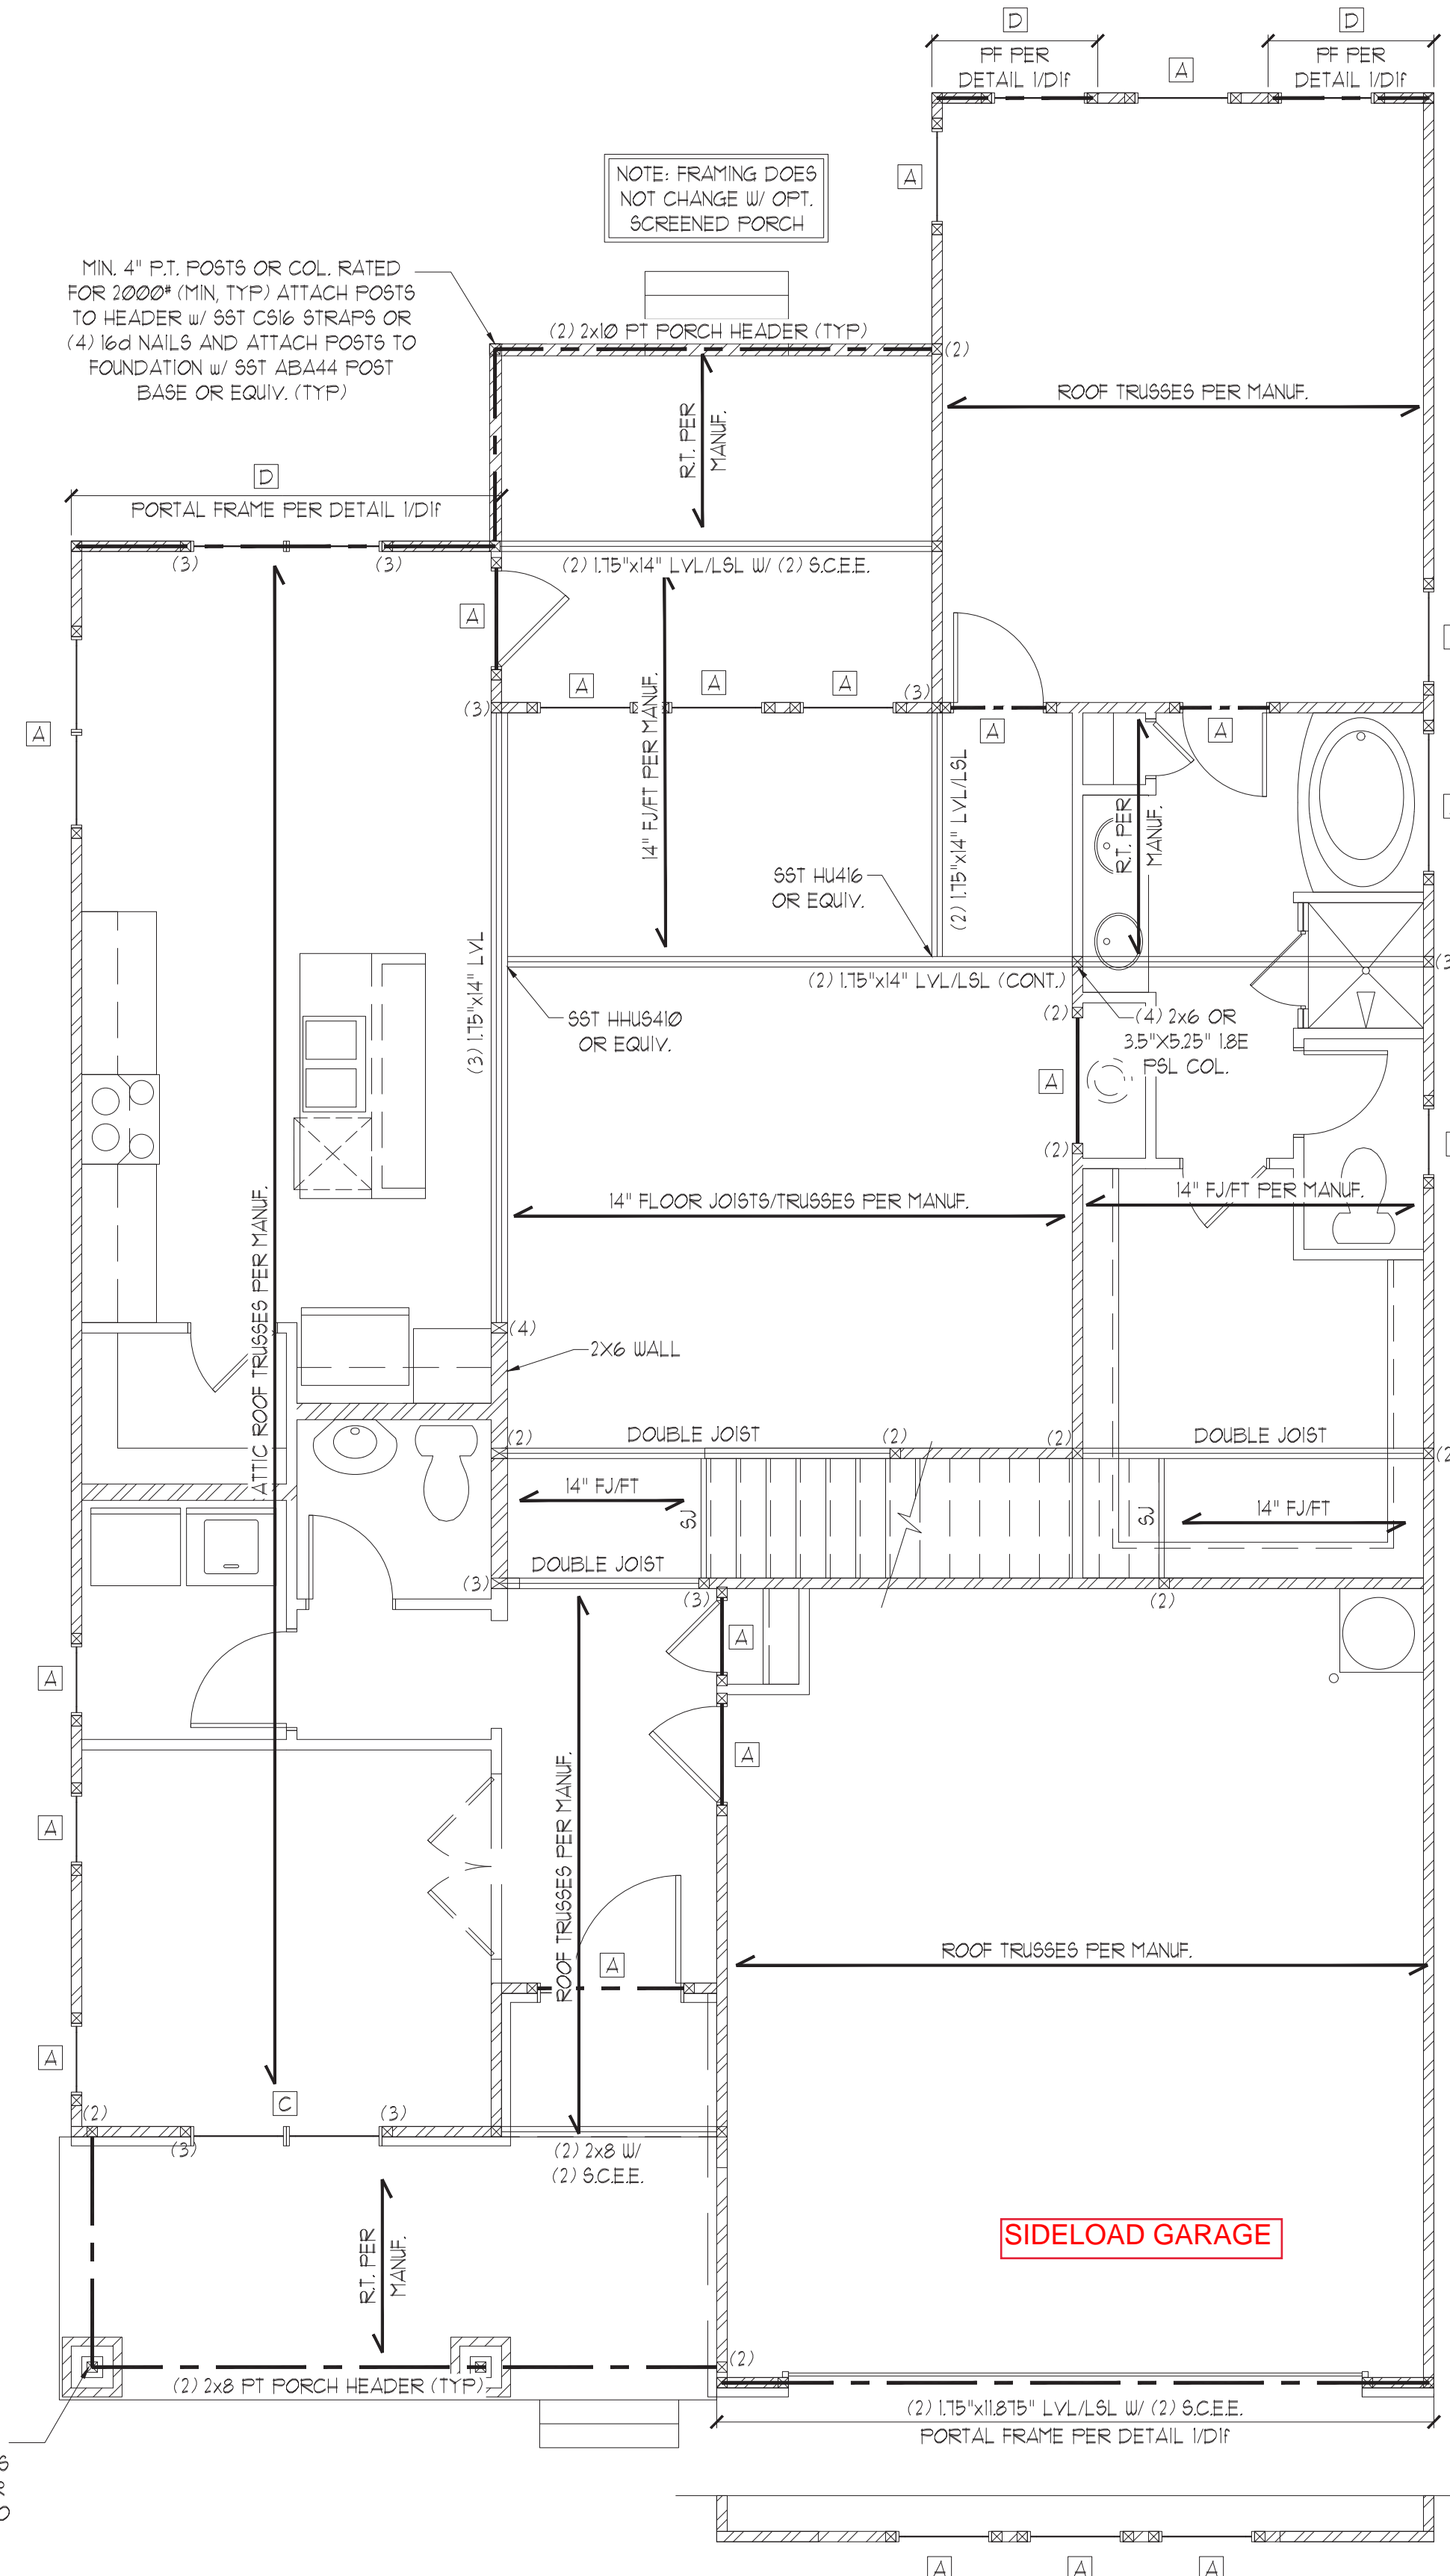 D
D
PF PER
DETAIL 1/D1f
PF PER
DETAIL 1/D1f
A
A
NOTE: FRAMING DOES
NOT CHANGE W/ OPT.
SCREENED PORCH
MIN. 4" P.T. POSTS OR COL. RATED
FOR 2000# (MIN, TYP) ATTACH POSTS
TO HEADER w/ SST CS16 STRAPS OR
(4) 16d NAILS AND ATTACH POSTS TO
FOUNDATION w/ SST ABA44 POST
BASE OR EQUIV. (TYP)
(2) 2x10 PT PORCH HEADER (TYP)
(2)
ROOF TRUSSES PER MANUF.
R.T. PER
MANUF.
D
PORTAL FRAME PER DETAIL 1/D1f
(3)
(3)
(2) 1.75"x14" LVL/LSL W/ (2) S.C.E.E.
A
14" FJ/FT PER MANUF.
A
A
A
(3)
(3)
A
A
A
(2) 1.75"x14" LVL/LSL
R.T. PER
MANUF.
SST HU416
OR EQUIV.
(3) 1.75"x14" LVL
(2) 1.75"x14" LVL/LSL (CONT.)
SST HHUS410
OR EQUIV.
(2)
(4) 2x6 OR
3.5"X5.25" 1.8E
PSL COL.
A
(2)
14" FLOOR JOISTS/TRUSSES PER MANUF.
14" FJ/FT PER MANUF.
ATTIC ROOF TRUSSES PER MANUF.
(4)
2X6 WALL
(2)
DOUBLE JOIST
(2)
(2)
DOUBLE JOIST
14" FJ/FT
SJ
SJ
14" FJ/FT
DOUBLE JOIST
(3)
(3)
(2)
A
A
A
A
ROOF TRUSSES PER MANUF.
A
ROOF TRUSSES PER MANUF.
A
C
(2)
(3)
(3)
(2) 2x8 W/
(2) S.C.E.E.
R.T. PER
MANUF.
SIDELOAD GARAGE
(2)
(2) 2x8 PT PORCH HEADER (TYP)
(2) 1.75"x11.875" LVL/LSL W/ (2) S.C.E.E.
PORTAL FRAME PER DETAIL 1/D1f
A
A
A